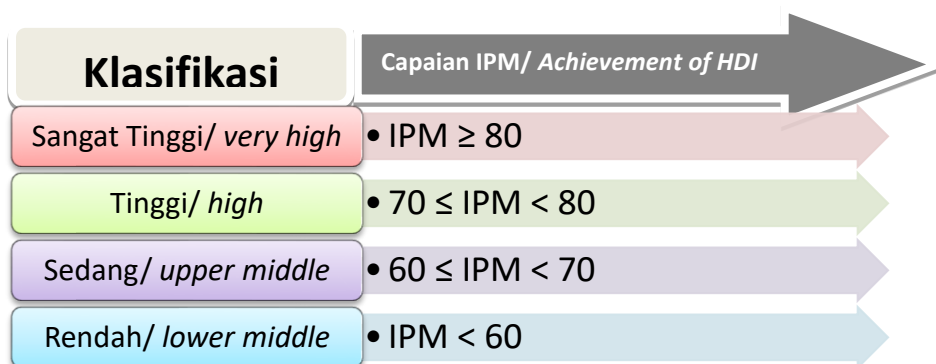 Klasifikasi
Capaian IPM/ Achievement of HDI
Sangat Tinggi/ very high
• IPM ≥ 80
Tinggi/ high
• 70 ≤ IPM < 80
Sedang/ upper middle
• 60 ≤ IPM < 70
Rendah/ lower middle
• IPM < 60